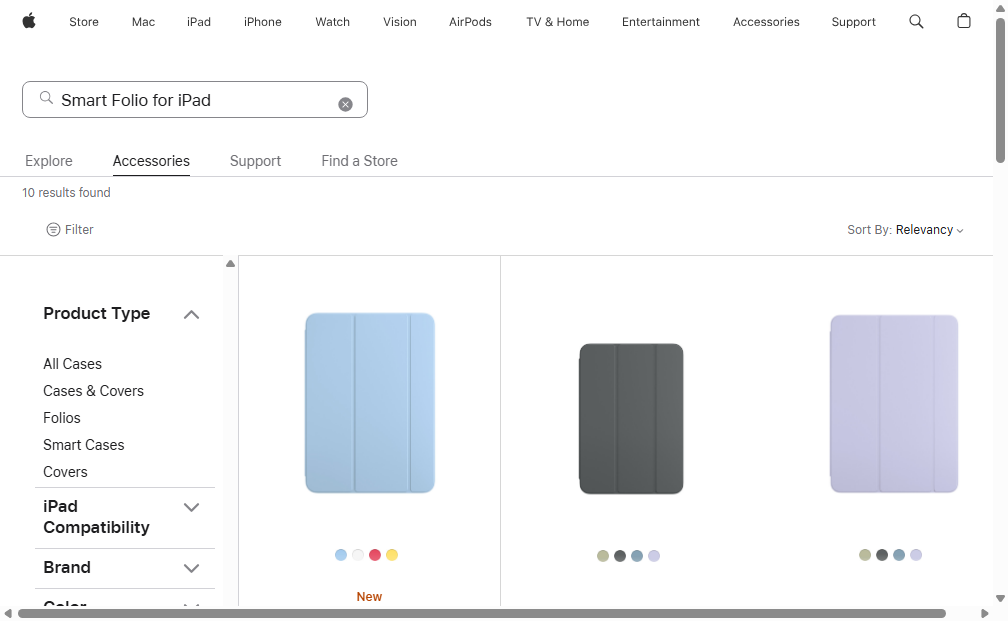 Store Mac iPad iPhone Watch Vision AirPods TV & Home Entertainment Accessories Support
Smart Folio for iPad
Explore Accessories Support Find a Store
10 results found
Filter Sort By: Relevancy
Product Type
All Cases
Cases & Covers
Folios
Smart Cases
Covers
iPad
Compatibility
Brand
Color
New